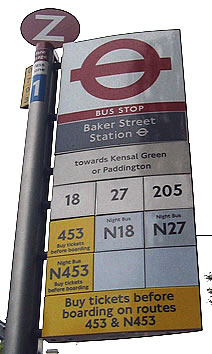 Z
1
BUS STOP
Baker Street
Station
towards Kensal Green
or Paddington
18 27 205
453
Buy tickets
before boarding
Night Bus
N18
Night Bus
N27
Night Bus
N453
Buy tickets
before boarding
Buy tickets before
boarding on routes
453 & N453